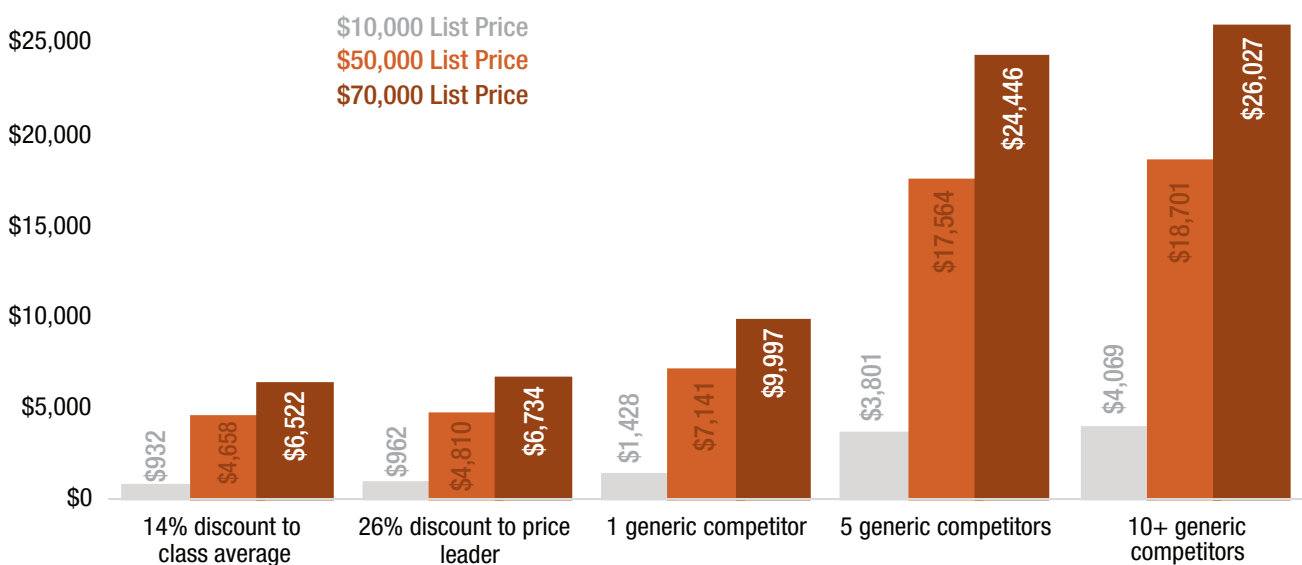 $10,000 List Price
$50,000 List Price
$70,000 List Price
$25,000
$20,000
$15,000
$10,000
$5,000
$0
$932
$4,658
$6,522
$962
$4,810
$6,734
$1,428
$7,141
$9,997
$3,801
$17,564
$24,446
$4,069
$18,701
$26,027
14% discount to
class average
26% discount to price
leader
1 generic competitor
5 generic competitors
10+ generic
competitors